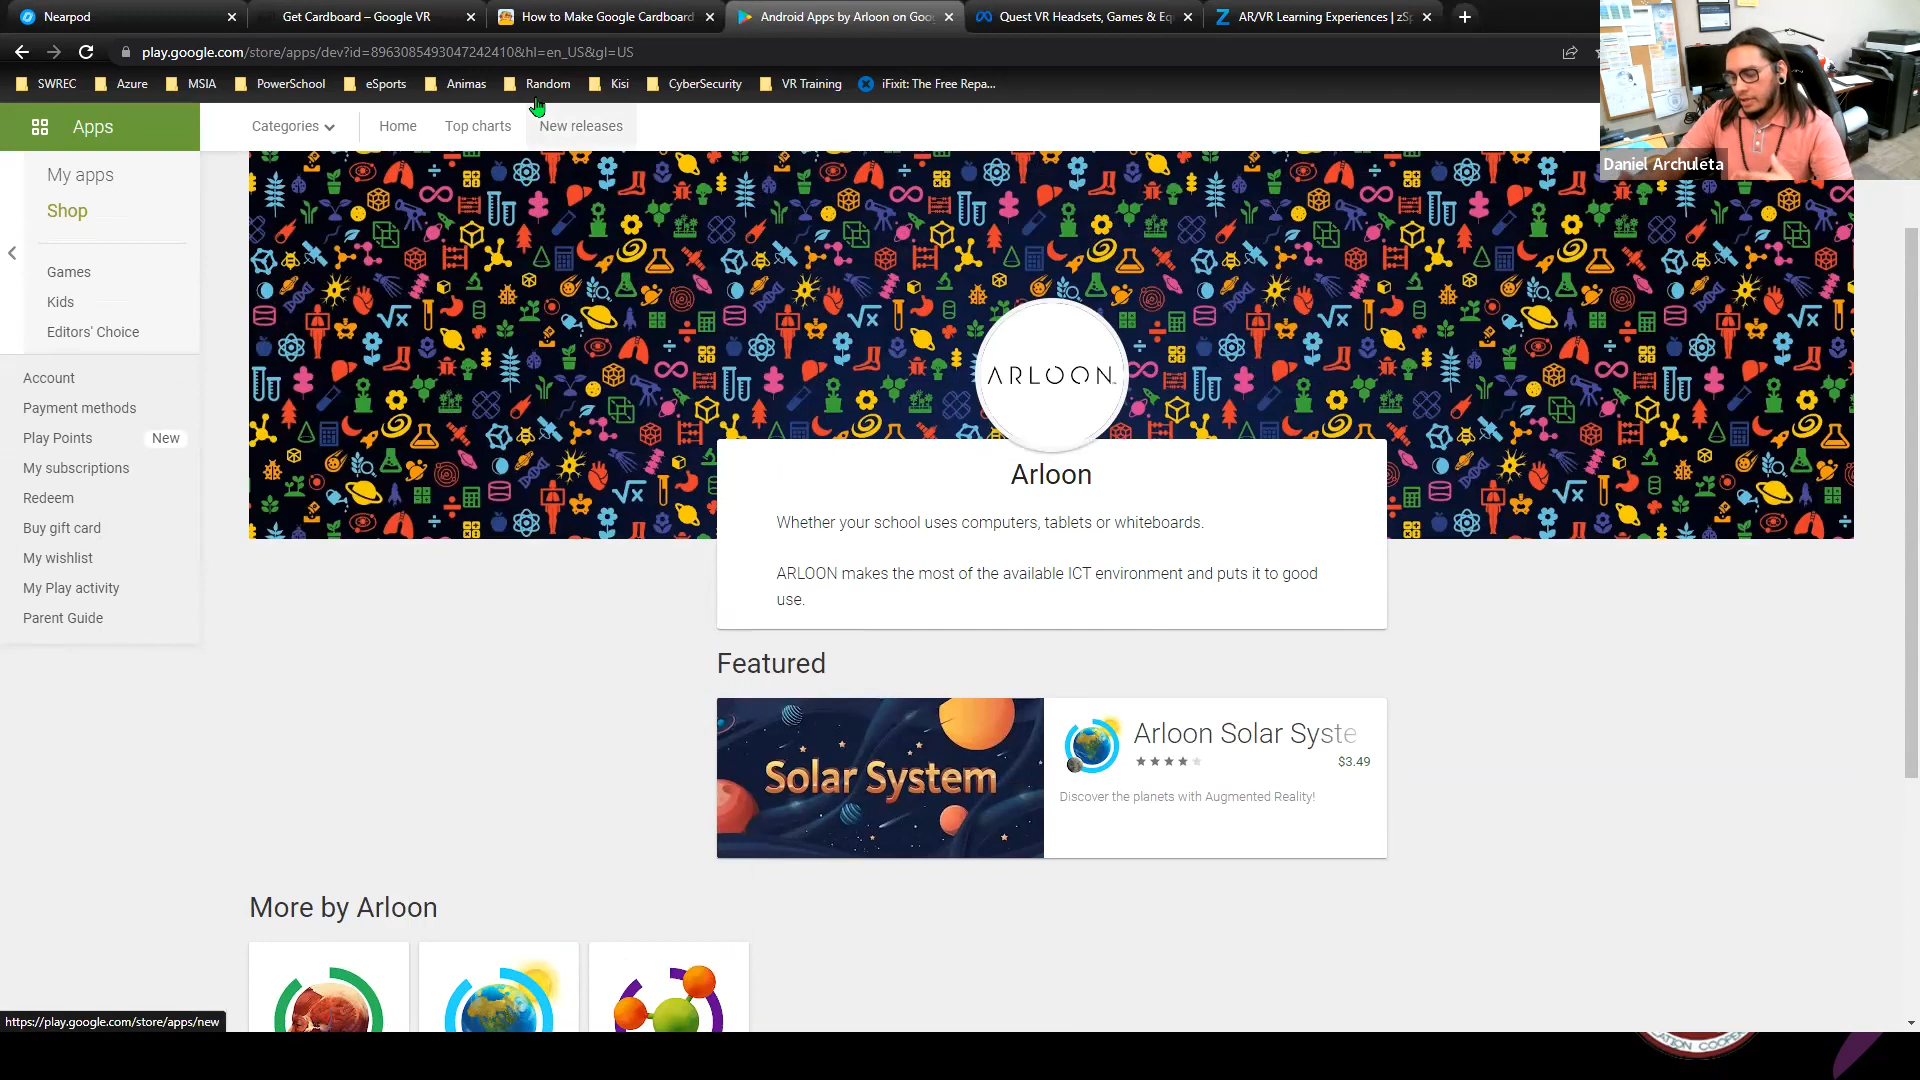 Nearpod
Get Cardboard – Google VR
How to Make Google Cardboard
Android Apps by Arloon on Goo
Quest VR Headsets, Games & Eq
AR/VR Learning Experiences | zSp
play.google.com/store/apps/dev?id=8963085493047242410&hl=en_US&gl=US
SWREC
Azure
MSIA
PowerSchool
eSports
Animas
Random
Kisi
CyberSecurity
VR Training
iFixit: The Free Repa...
Apps
Categories
Home
Top charts
New releases
Daniel Archuleta
My apps
Shop
Games
Kids
Editors' Choice
Account
Payment methods
Play Points New
My subscriptions
Redeem
Buy gift card
My wishlist
My Play activity
Parent Guide
ARLOON
Arloon
Whether your school uses computers, tablets or whiteboards.
ARLOON makes the most of the available ICT environment and puts it to good
use.
Featured
Solar System
Arloon Solar Syste
$3.49
Discover the planets with Augmented Reality!
More by Arloon
https://play.google.com/store/apps/new